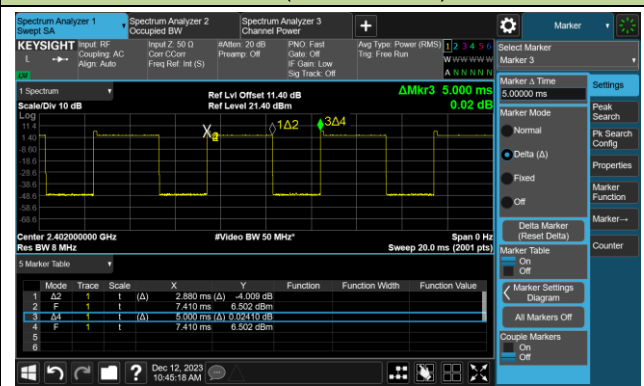 Spectrum Analyzer 1
Swept SA
Spectrum Analyzer 2
Occupied BW
Spectrum Analyzer 3
Channel Power
+
Marker
KEYSIGHT
L
Input: RF
Coupling: AC
Align: Auto
Input Z: 50 Ω
Corr CCorr
Freq Ref: Int (S)
#Atten: 20 dB
Preamp: Off
PNO: Fast
Gate: Off
IF Gain: Low
Sig Track: Off
Avg Type: Power (RMS)
Trig: Free Run
1 2 3 4 5 6
W W W W W W
A N N N N N
Select Marker
Marker 3
1 Spectrum
Scale/Div 10 dB
Ref Lvl Offset 11.40 dB
Ref Level 21.40 dBm
ΔMkr3 5.000 ms
0.02 dB
Log
11.4
1.40
-8.60
-18.6
-28.6
-38.6
-48.6
-58.6
-68.6
1Δ2
3Δ4
Center 2.402000000 GHz
Res BW 8 MHz
#Video BW 50 MHz*
Span 0 Hz
Sweep 20.0 ms (2001 pts)
5 Marker Table
Mode Trace Scale X Y Function Function Width Function Value
1 Δ2 1 t (Δ) 2.880 ms (Δ) -4.009 dB
2 F 1 t 7.410 ms 6.502 dBm
3 Δ4 1 t (Δ) 5.000 ms (Δ) 0.02410 dB
4 F 1 t 7.410 ms 6.502 dBm
5
6
Marker Δ Time
5.00000 ms
Marker Mode
Normal
Delta (Δ)
Fixed
Off
Delta Marker
(Reset Delta)
Marker Table
On
Off
Marker Settings
Diagram
All Markers Off
Couple Markers
On
Off
Settings
Peak
Search
Pk Search
Config
Properties
Marker
Function
Marker→
Counter
?
Dec 12, 2023
10:45:18 AM